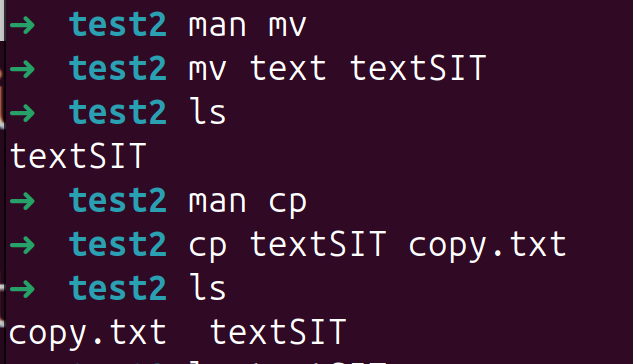 ➜ test2 man mv
➜ test2 mv text textSIT
➜ test2 ls
textSIT
➜ test2 man cp
➜ test2 cp textSIT copy.txt
➜ test2 ls
copy.txt textSIT